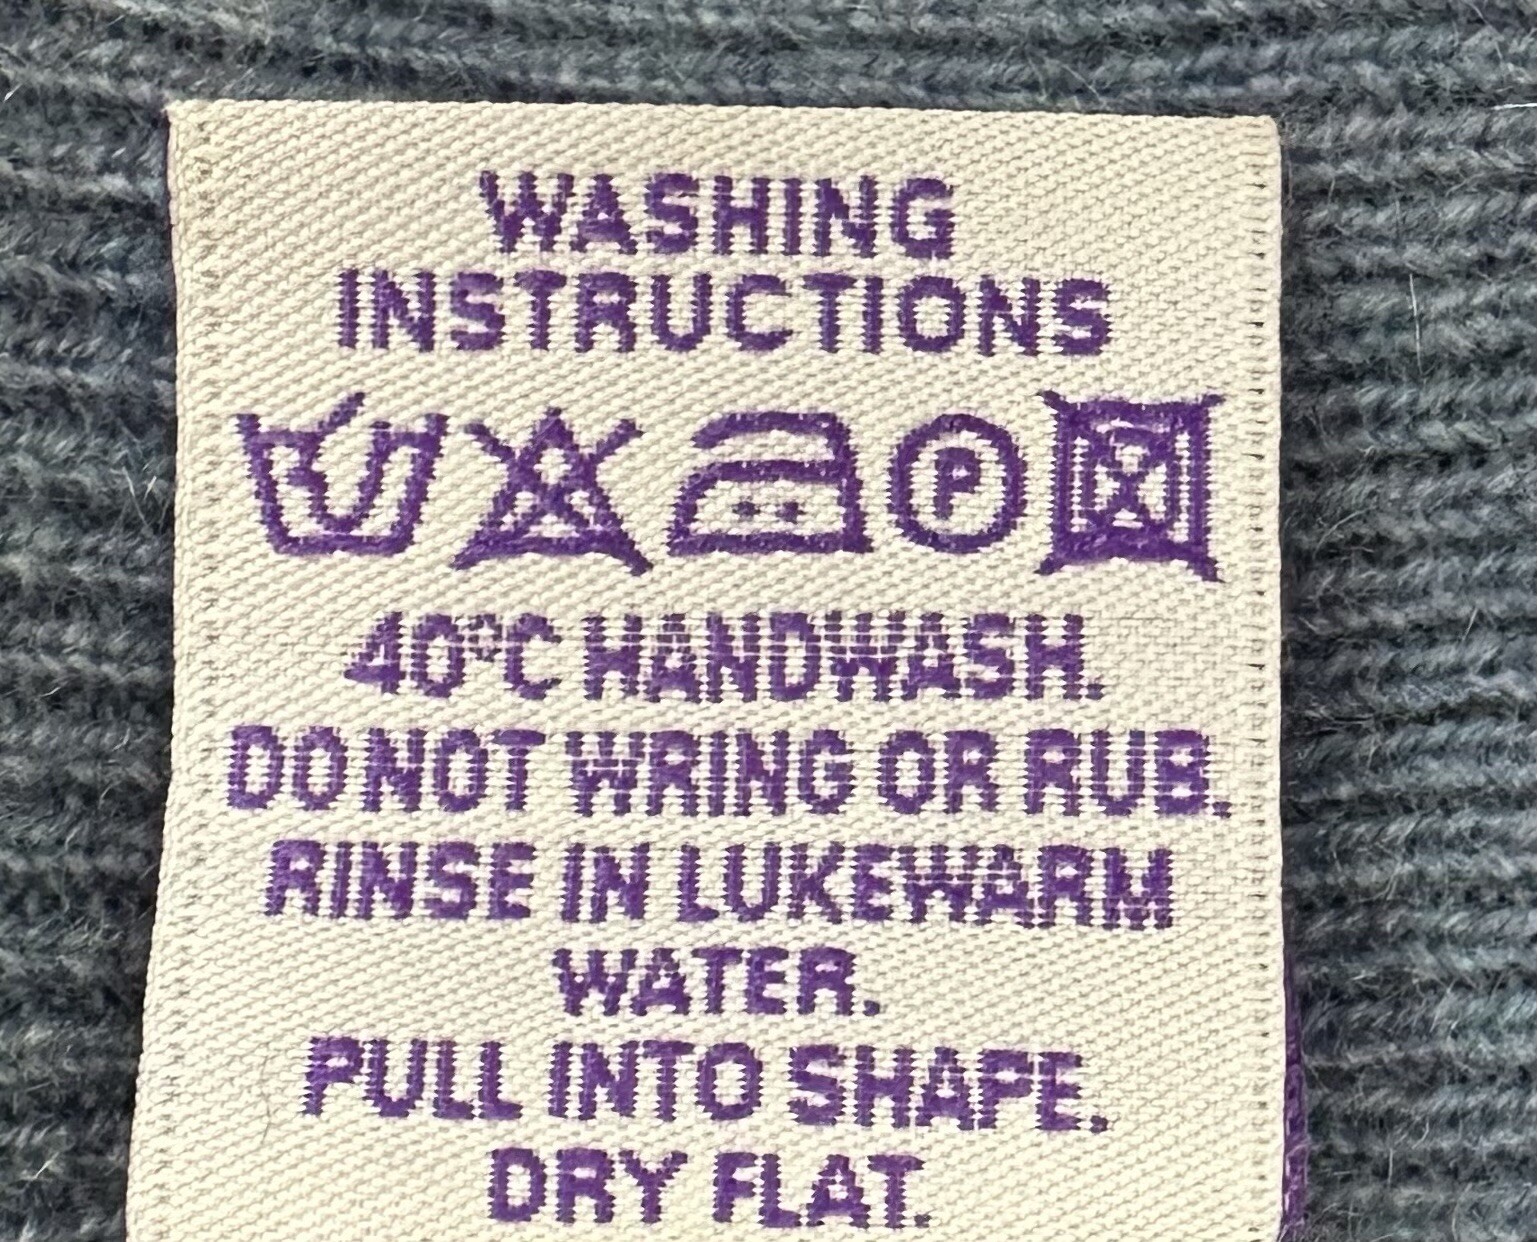 WASHING
INSTRUCTIONS
P
40°C HANDWASH.
DO NOT WRING OR RUB.
RINSE IN LUKEWARM
WATER.
PULL INTO SHAPE.
DRY FLAT.